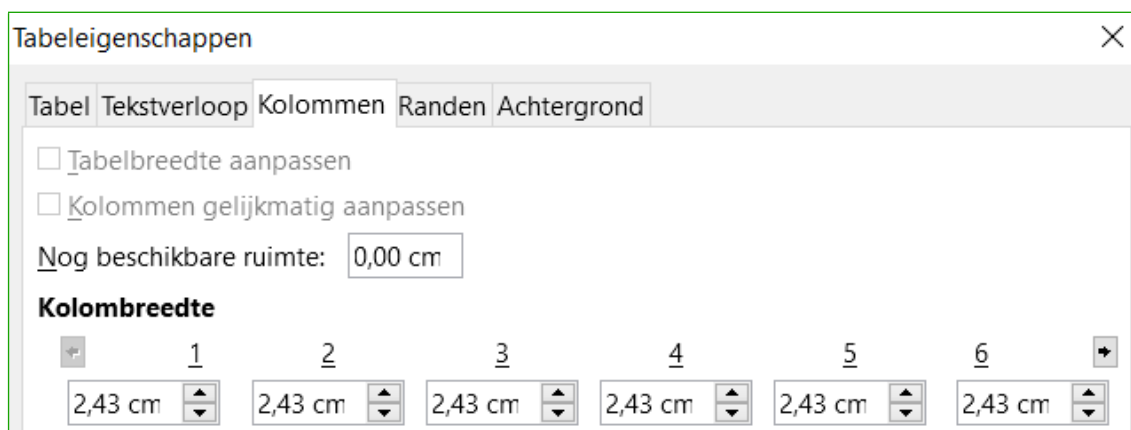 Tabeleigenschappen
Tabel Tekstverloop Kolommen Randen Achtergrond
Tabelbreedte aanpassen
Kolommen gelijkmatig aanpassen
Nog beschikbare ruimte: 0,00 cm
Kolombreedte
1 2 3 4 5 6
2,43 cm 2,43 cm 2,43 cm 2,43 cm 2,43 cm 2,43 cm